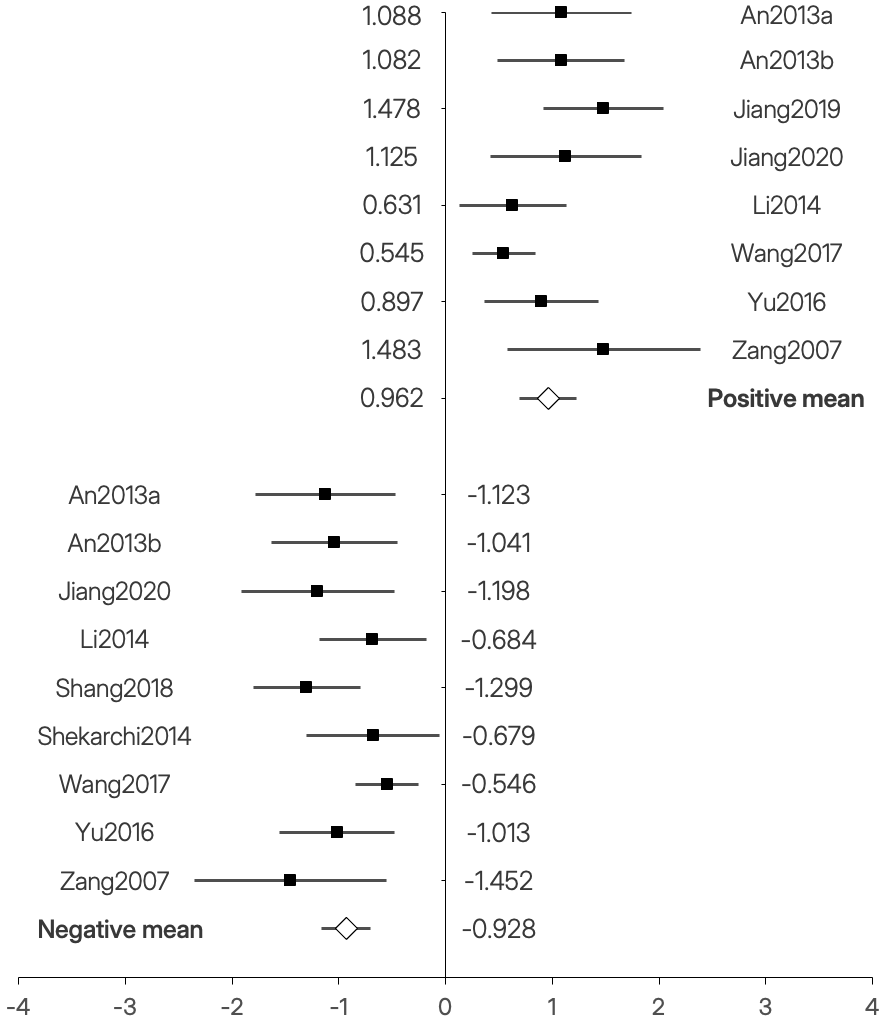 1.088 An2013a
1.082 An2013b
1.478 Jiang2019
1.125 Jiang2020
0.631 Li2014
0.545 Wang2017
0.897 Yu2016
1.483 Zang2007
0.962 Positive mean
An2013a -1.123
An2013b -1.041
Jiang2020 -1.198
Li2014 -0.684
Shang2018 -1.299
Shekarchi2014 -0.679
Wang2017 -0.546
Yu2016 -1.013
Zang2007 -1.452
Negative mean -0.928
-4 -3 -2 -1 0 1 2 3 4